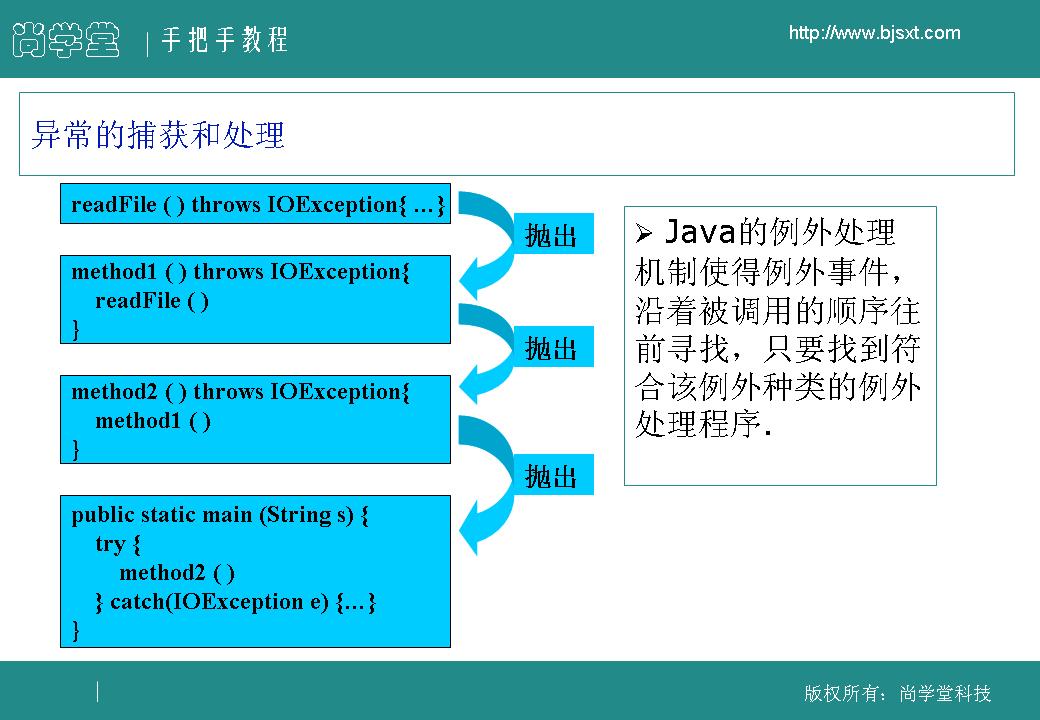 尚学堂
手把手教程
http://www.bjsxt.com
异常的捕获和处理
readFile ( ) throws IOException{ …}
抛出
method1 ( ) throws IOException{
readFile ( )
}
抛出
method2 ( ) throws IOException{
method1 ( )
}
抛出
public static main (String s) {
try {
method2 ( )
} catch(IOException e) {…}
}
➢ Java的例外处理
机制使得例外事件，
沿着被调用的顺序往
前寻找，只要找到符
合该例外种类的例外
处理程序.
版权所有：尚学堂科技